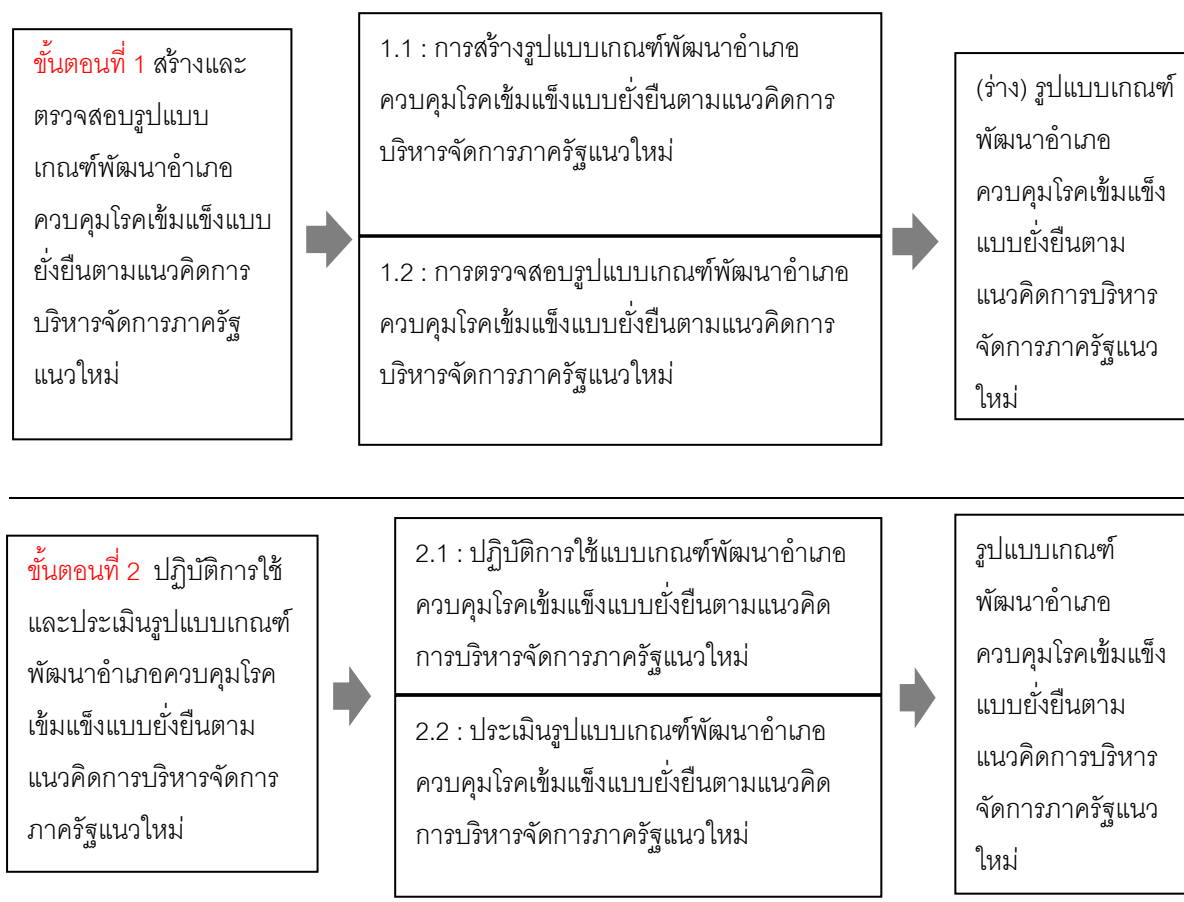 ขั้นตอนที่ 1 สร้างและ
ตรวจสอบรูปแบบ
เกณฑ์พัฒนาอำเภอ
ควบคุมโรคเข้มแข็งแบบ
ยั่งยืนตามแนวคิดการ
บริหารจัดการภาครัฐ
แนวใหม่
1.1 : การสร้างรูปแบบเกณฑ์พัฒนาอำเภอ
ควบคุมโรคเข้มแข็งแบบยั่งยืนตามแนวคิดการ
บริหารจัดการภาครัฐแนวใหม่
1.2 : การตรวจสอบรูปแบบเกณฑ์พัฒนาอำเภอ
ควบคุมโรคเข้มแข็งแบบยั่งยืนตามแนวคิดการ
บริหารจัดการภาครัฐแนวใหม่
(ร่าง) รูปแบบเกณฑ์
พัฒนาอำเภอ
ควบคุมโรคเข้มแข็ง
แบบยั่งยืนตาม
แนวคิดการบริหาร
จัดการภาครัฐแนว
ใหม่
ขั้นตอนที่ 2 ปฏิบัติการใช้
และประเมินรูปแบบเกณฑ์
พัฒนาอำเภอควบคุมโรค
เข้มแข็งแบบยั่งยืนตาม
แนวคิดการบริหารจัดการ
ภาครัฐแนวใหม่
2.1 : ปฏิบัติการใช้แบบเกณฑ์พัฒนาอำเภอ
ควบคุมโรคเข้มแข็งแบบยั่งยืนตามแนวคิด
การบริหารจัดการภาครัฐแนวใหม่
2.2 : ประเมินรูปแบบเกณฑ์พัฒนาอำเภอ
ควบคุมโรคเข้มแข็งแบบยั่งยืนตามแนวคิด
การบริหารจัดการภาครัฐแนวใหม่
รูปแบบเกณฑ์
พัฒนาอำเภอ
ควบคุมโรคเข้มแข็ง
แบบยั่งยืนตาม
แนวคิดการบริหาร
จัดการภาครัฐแนว
ใหม่